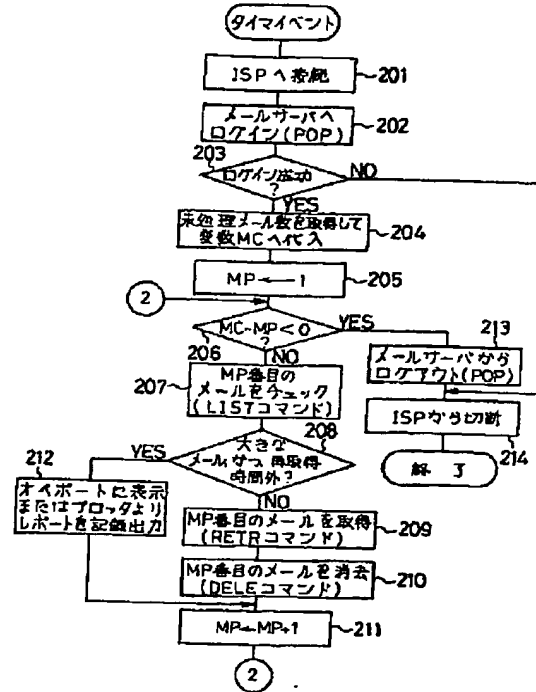 タイマイベント
ISPへ接続
201
メールサーバへ
ログイン(POP)
202
203
ログイン成功
?
NO
YES
未処理メール数を取得して
変数MCへ代入
204
MP←1
205
2
MC-MP<0
?
YES
206
NO
213
メールサーバから
ログアウト(POP)
207
MP番目の
メールをチェック
(LISTコマンド)
ISPから切断
214
終了
208
大きな
メールかつ、再取得
時間外?
YES
212
NO
オペポートに表示
またはプロッタより
レポートを記録出力
MP番目のメールを取得
(RETRコマンド)
209
MP番目のメールを消去
(DELEコマンド)
210
MP←MP+1
211
2